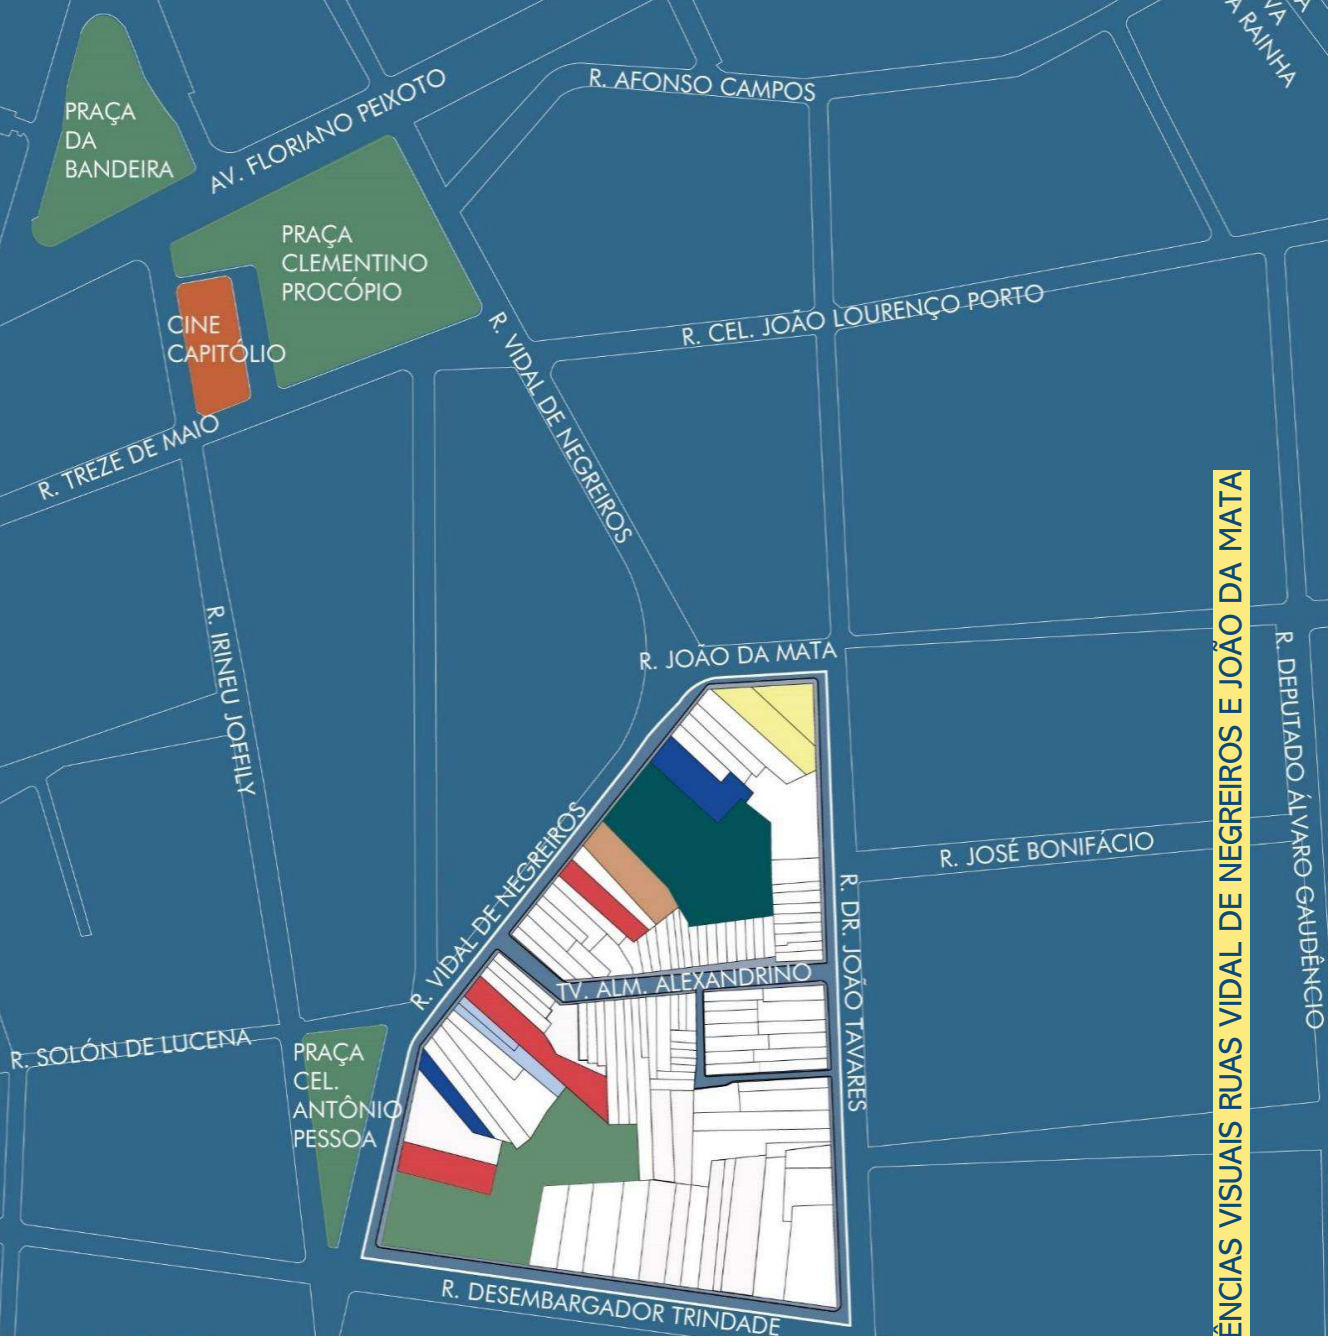 A RAINHA
R. AFONSO CAMPOS
AV. FLORIANO PEIXOTO
PRAÇA
DA
BANDEIRA
PRAÇA
CLEMENTINO
PROCÓPIO
CINE
CAPITÓLIO
R. CEL. JOÃO LOURENÇO PORTO
R. VIDAL DE NEGREIROS
R. TREZE DE MAIO
R. IRINEU JOFFILY
R. JOÃO DA MATA
R. DEPUTADO ÁLVARO GAUDÊNCIO
R. JOSÉ BONIFÁCIO
R. VIDAL DE NEGREIROS
R. DR. JOÃO TAVARES
TV. ALM. ALEXANDRINO
R. SOLÓN DE LUCENA
PRAÇA
CEL.
ANTÔNIO
PESSOA
R. DESEMBARGADOR TRINDADE
ÊNCIAS VISUAIS RUAS VIDAL DE NEGREIROS E JOÃO DA MATA